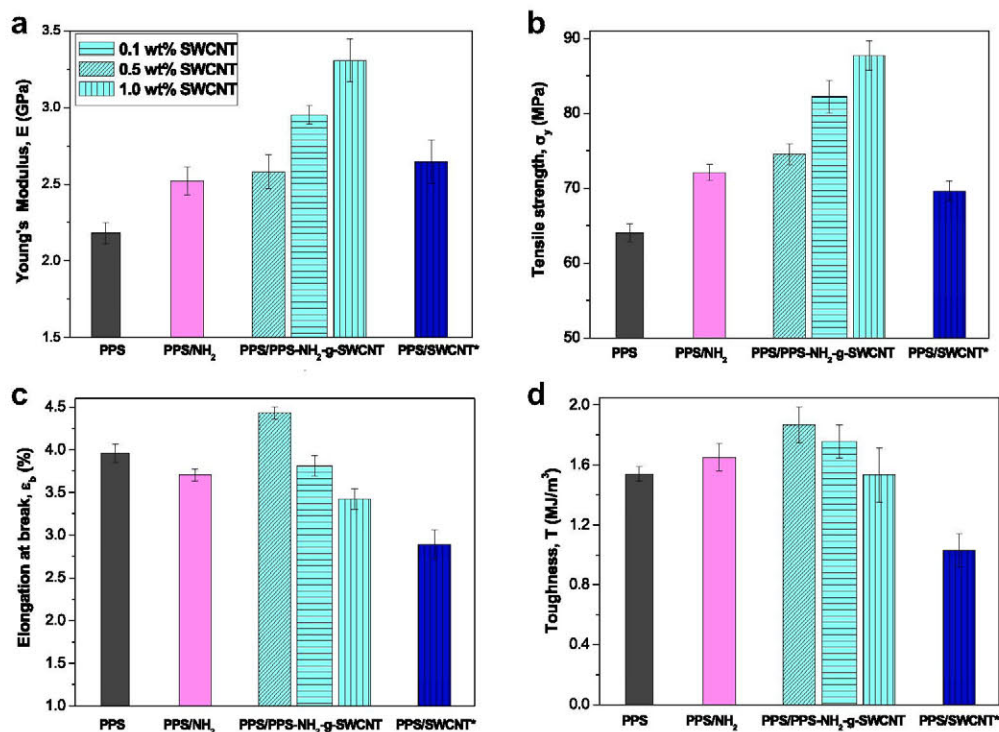 a
Young's Modulus, E (GPa)
3.5
3.0
2.5
2.0
1.5
0.1 wt% SWCNT
0.5 wt% SWCNT
1.0 wt% SWCNT
PPS PPS/NH₂ PPS/PPS-NH₂-g-SWCNT PPS/SWCNT*
b
Tensile strength, σy (MPa)
90
80
70
60
50
PPS PPS/NH₂ PPS/PPS-NH₂-g-SWCNT PPS/SWCNT*
c
Elongation at break, εb (%)
4.5
4.0
3.5
3.0
2.5
2.0
1.5
1.0
PPS PPS/NH₂ PPS/PPS-NH₂-g-SWCNT PPS/SWCNT*
d
Toughness, T (MJ/m³)
2.0
1.6
1.2
0.8
0.4
0.0
PPS PPS/NH₂ PPS/PPS-NH₂-g-SWCNT PPS/SWCNT*